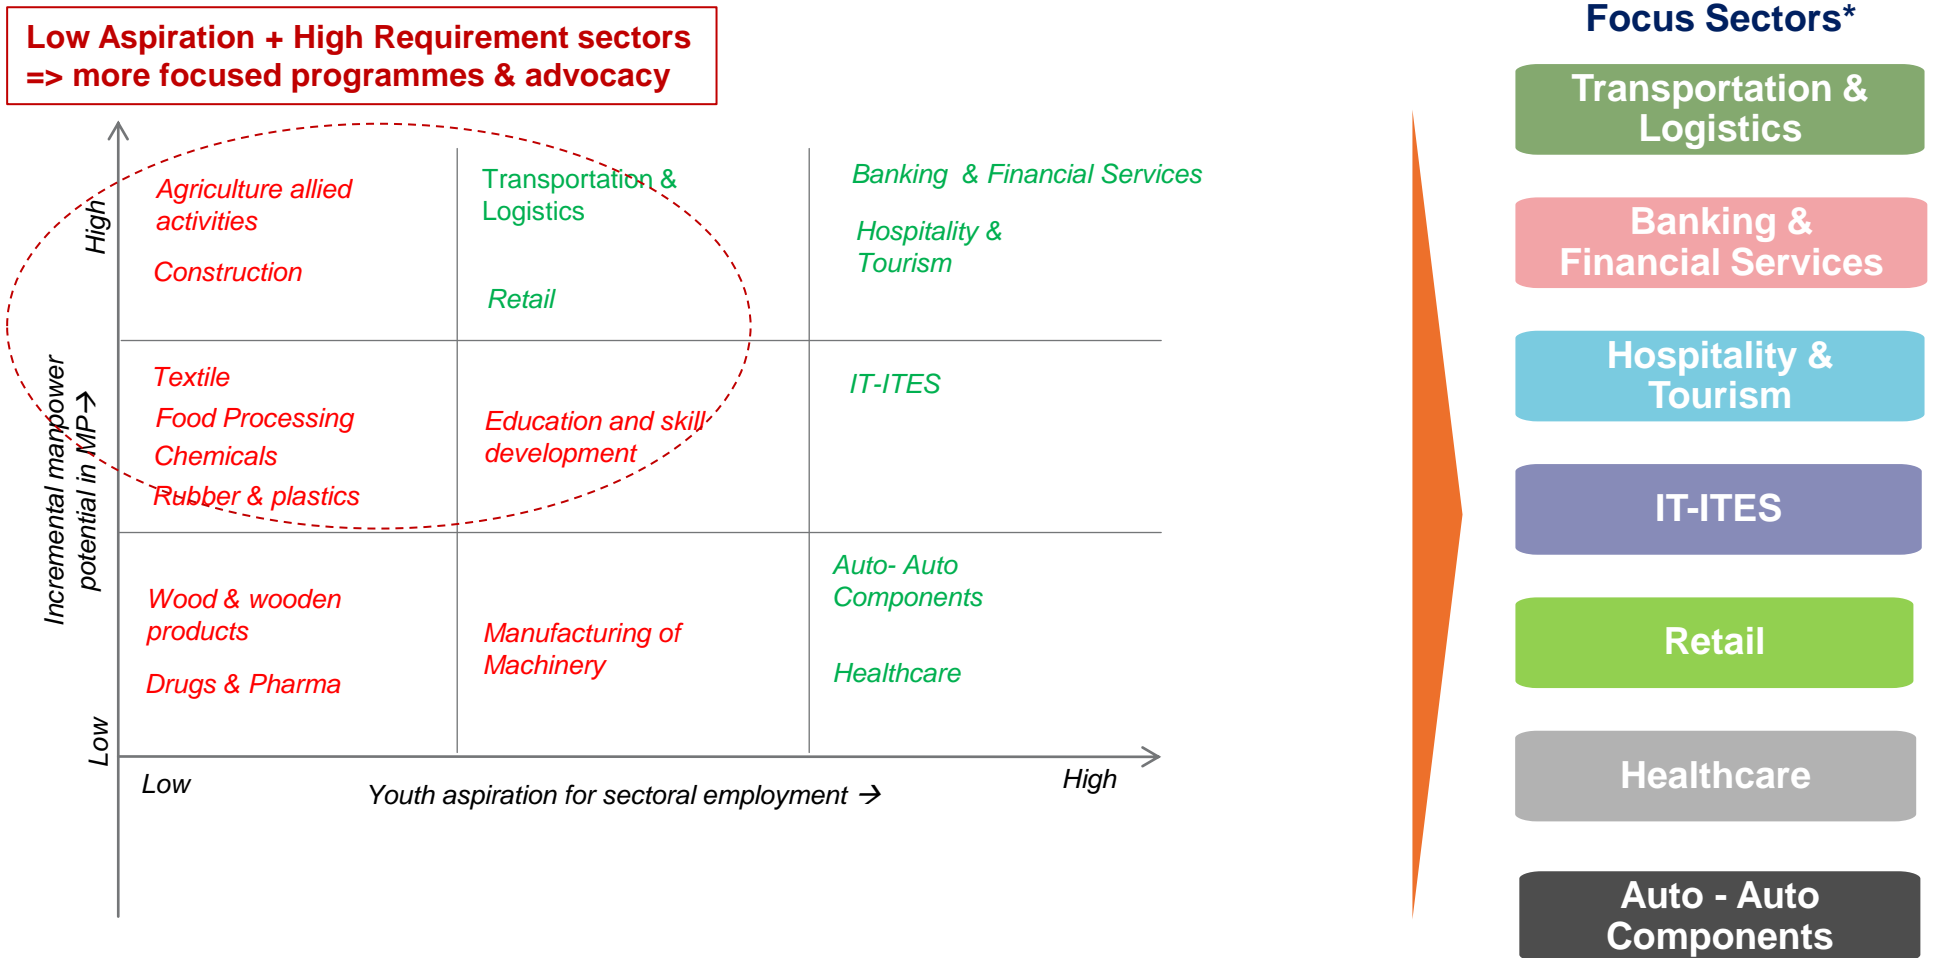 Low Aspiration + High Requirement sectors
=> more focused programmes & advocacy
High
Incremental manpower
potential in MP→
Low
Agriculture allied
activities
Construction
Transportation &
Logistics
Retail
Banking & Financial Services
Hospitality &
Tourism
Textile
Food Processing
Chemicals
Rubber & plastics
Education and skill
development
IT-ITES
Wood & wooden
products
Drugs & Pharma
Manufacturing of
Machinery
Auto- Auto
Components
Healthcare
Low
Youth aspiration for sectoral employment →
High
Focus Sectors*
Transportation &
Logistics
Banking &
Financial Services
Hospitality &
Tourism
IT-ITES
Retail
Healthcare
Auto - Auto
Components